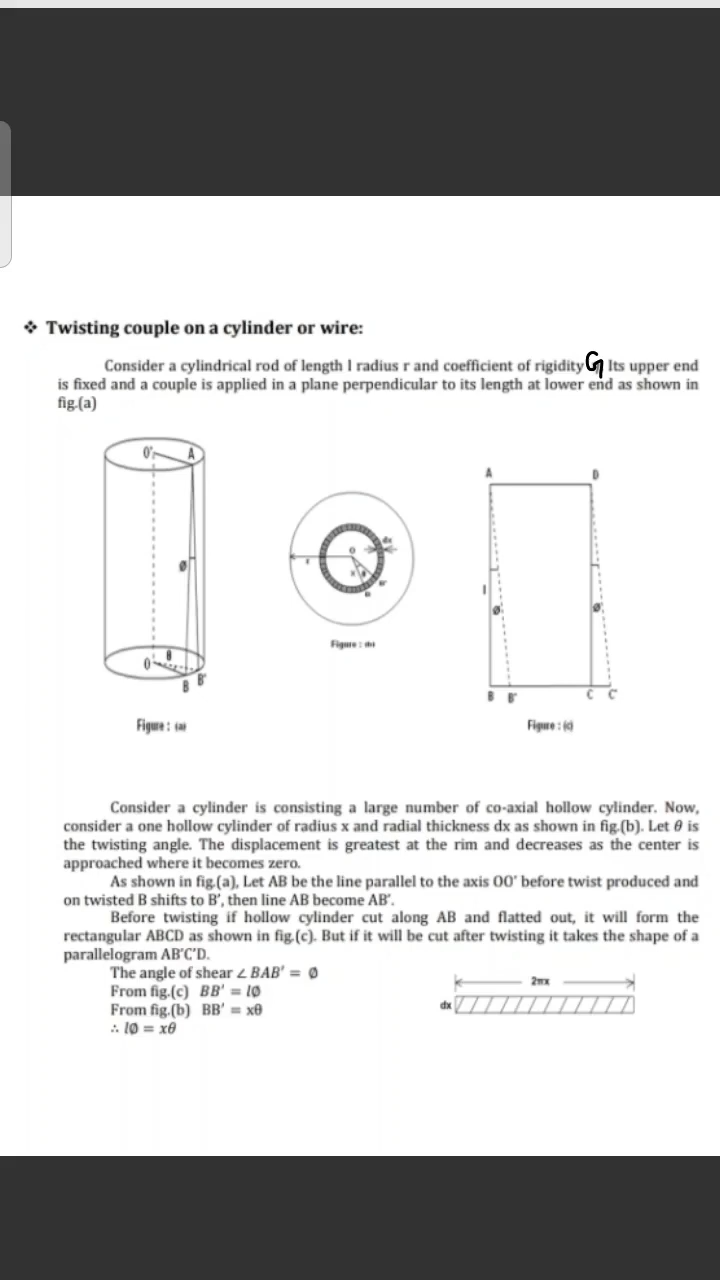 ❖ Twisting couple on a cylinder or wire:
Consider a cylindrical rod of length l radius r and coefficient of rigidity G Its upper end
is fixed and a couple is applied in a plane perpendicular to its length at lower end as shown in
fig.(a)
O' A
Ø
θ
O B B'
Figure : (a)
O dx
r x θ
B B'
Figure : (b)
A D
l Ø Ø
B B' C C'
Figure : (c)
Consider a cylinder is consisting a large number of co-axial hollow cylinder. Now,
consider a one hollow cylinder of radius x and radial thickness dx as shown in fig.(b). Let θ is
the twisting angle. The displacement is greatest at the rim and decreases as the center is
approached where it becomes zero.
As shown in fig.(a), Let AB be the line parallel to the axis OO' before twist produced and
on twisted B shifts to B', then line AB become AB'.
Before twisting if hollow cylinder cut along AB and flatted out, it will form the
rectangular ABCD as shown in fig.(c). But if it will be cut after twisting it takes the shape of a
parallelogram AB'C'D.
The angle of shear ∠ BAB' = Ø
From fig.(c) BB' = lØ
From fig.(b) BB' = xθ
∴ lØ = xθ
2πx
dx